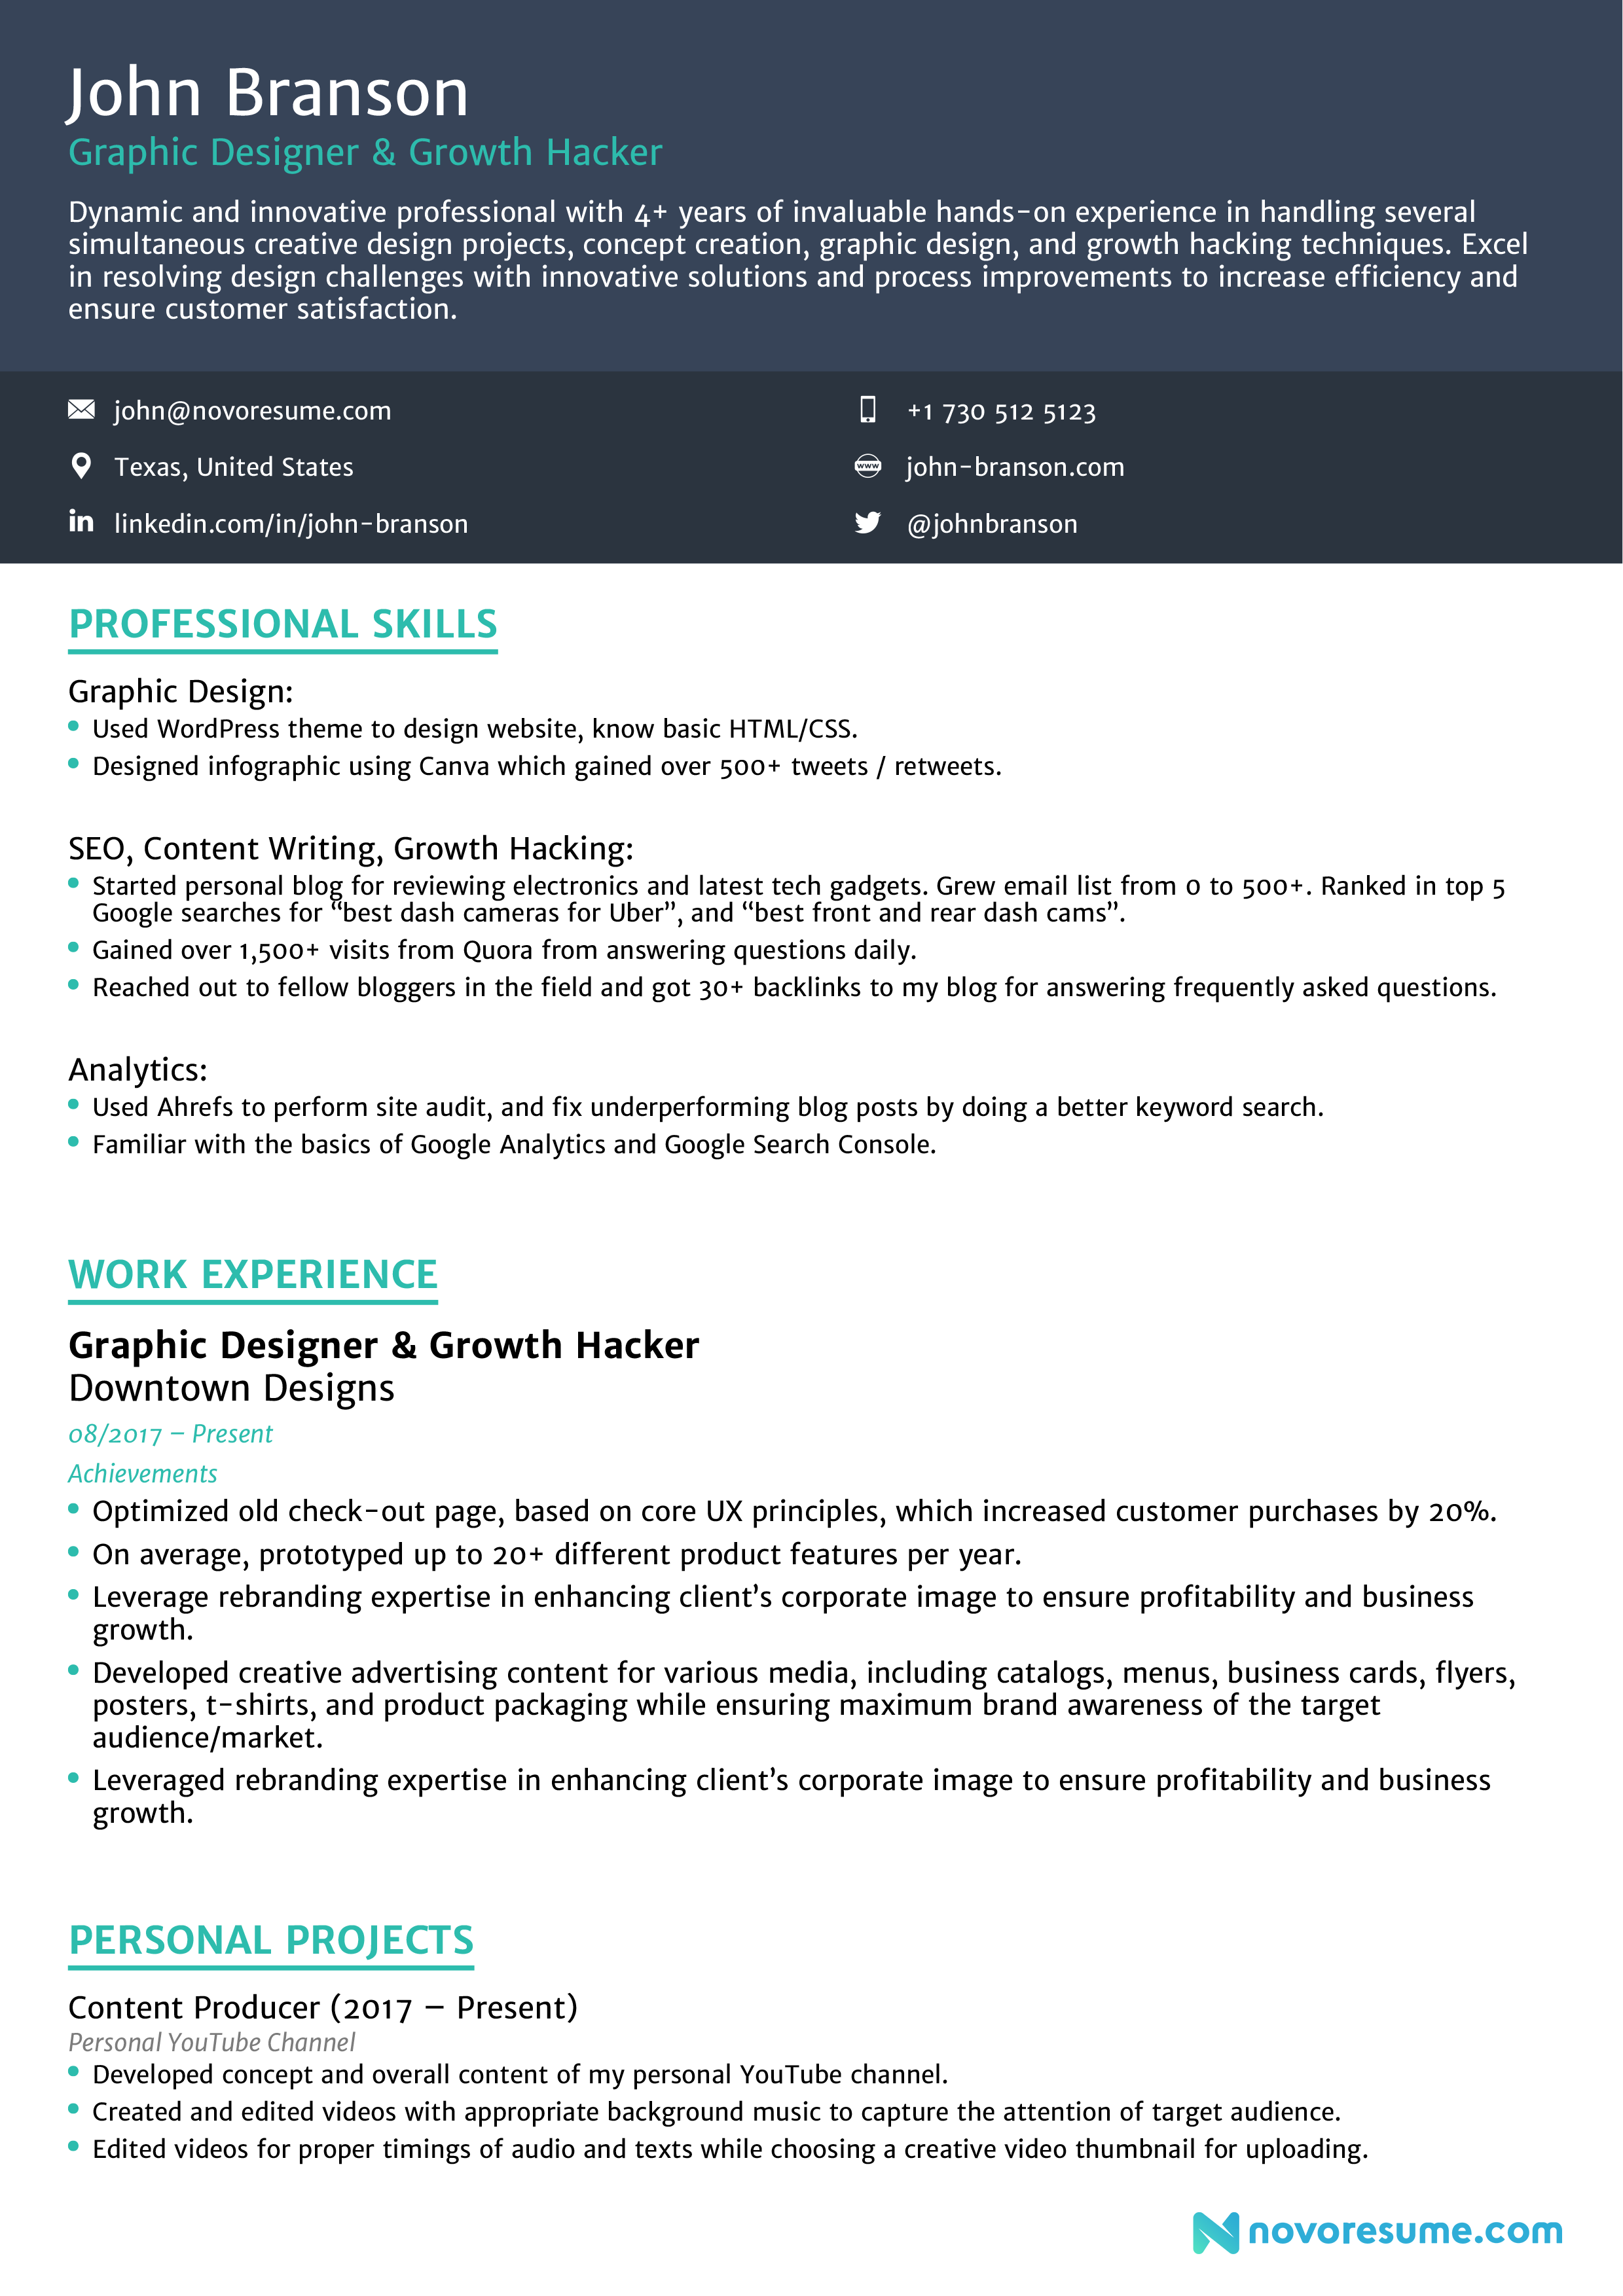 John Branson
Graphic Designer & Growth Hacker
Dynamic and innovative professional with 4+ years of invaluable hands-on experience in handling several
simultaneous creative design projects, concept creation, graphic design, and growth hacking techniques. Excel
in resolving design challenges with innovative solutions and process improvements to increase efficiency and
ensure customer satisfaction.
john@novoresume.com
+1 730 512 5123
Texas, United States
www
john-branson.com
in
linkedin.com/in/john-branson
@johnbranson
PROFESSIONAL SKILLS
Graphic Design:
• Used WordPress theme to design website, know basic HTML/CSS.
• Designed infographic using Canva which gained over 500+ tweets / retweets.
SEO, Content Writing, Growth Hacking:
• Started personal blog for reviewing electronics and latest tech gadgets. Grew email list from 0 to 500+. Ranked in top 5
Google searches for “best dash cameras for Uber”, and “best front and rear dash cams”.
• Gained over 1,500+ visits from Quora from answering questions daily.
• Reached out to fellow bloggers in the field and got 30+ backlinks to my blog for answering frequently asked questions.
Analytics:
• Used Ahrefs to perform site audit, and fix underperforming blog posts by doing a better keyword search.
• Familiar with the basics of Google Analytics and Google Search Console.
WORK EXPERIENCE
Graphic Designer & Growth Hacker
Downtown Designs
08/2017 – Present
Achievements
• Optimized old check-out page, based on core UX principles, which increased customer purchases by 20%.
• On average, prototyped up to 20+ different product features per year.
• Leverage rebranding expertise in enhancing client’s corporate image to ensure profitability and business
growth.
• Developed creative advertising content for various media, including catalogs, menus, business cards, flyers,
posters, t-shirts, and product packaging while ensuring maximum brand awareness of the target
audience/market.
• Leveraged rebranding expertise in enhancing client’s corporate image to ensure profitability and business
growth.
PERSONAL PROJECTS
Content Producer (2017 – Present)
Personal YouTube Channel
• Developed concept and overall content of my personal YouTube channel.
• Created and edited videos with appropriate background music to capture the attention of target audience.
• Edited videos for proper timings of audio and texts while choosing a creative video thumbnail for uploading.
novoresume.com